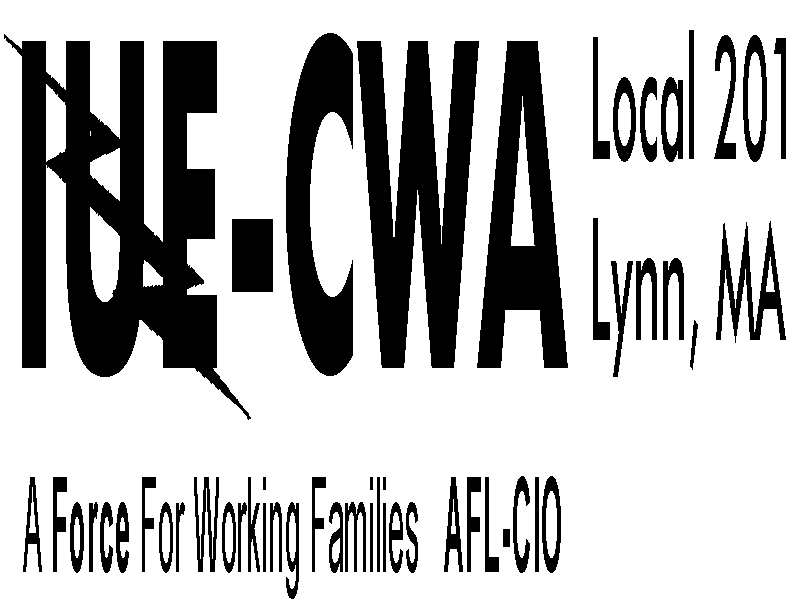 IUE-CWA
Local 201
Lynn, MA
A Force For Working Families AFL-CIO